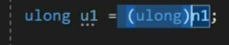 ulong u1 = (ulong)n1;